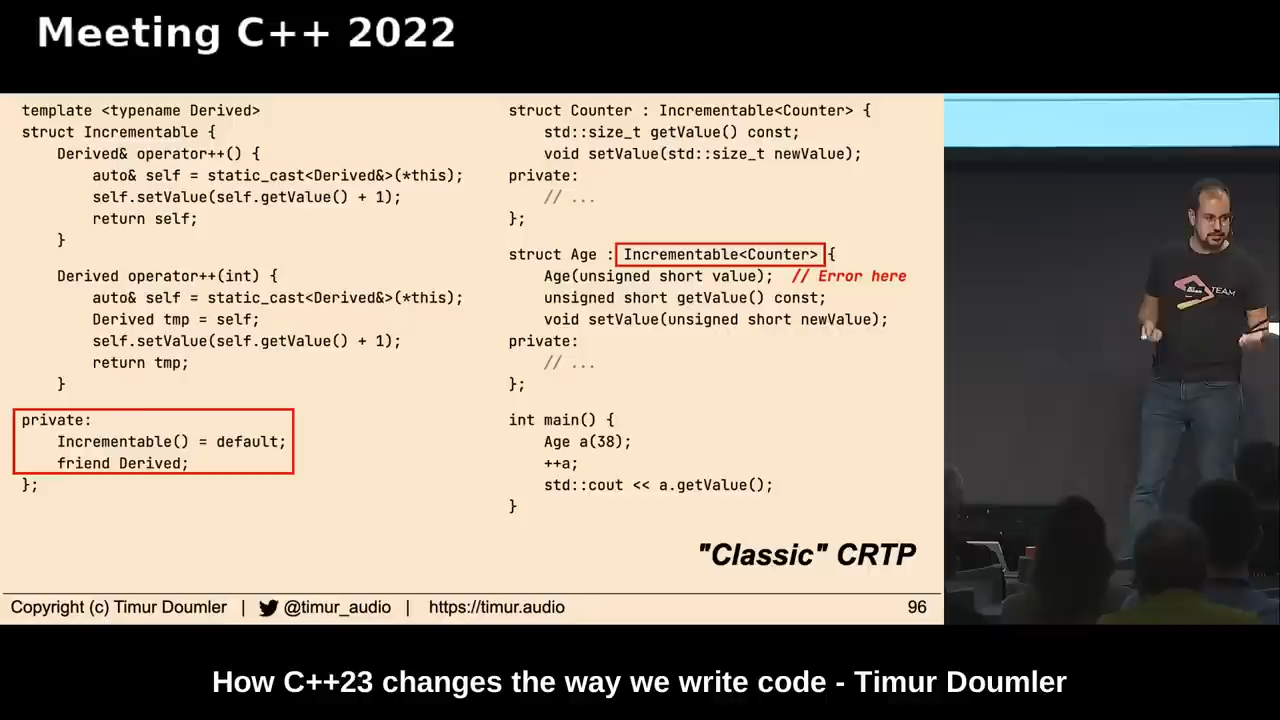 Meeting C++ 2022
template <typename Derived>
struct Incrementable {
    Derived& operator++() {
        auto& self = static_cast<Derived&>(*this);
        self.setValue(self.getValue() + 1);
        return self;
    }
    Derived operator++(int) {
        auto& self = static_cast<Derived&>(*this);
        Derived tmp = self;
        self.setValue(self.getValue() + 1);
        return tmp;
    }
private:
    Incrementable() = default;
    friend Derived;
};
struct Counter : Incrementable<Counter> {
    std::size_t getValue() const;
    void setValue(std::size_t newValue);
private:
    // ...
};
struct Age : Incrementable<Counter> {
    Age(unsigned short value);  // Error here
    unsigned short getValue() const;
    void setValue(unsigned short newValue);
private:
    // ...
};
int main() {
    Age a(38);
    ++a;
    std::cout << a.getValue();
}
"Classic" CRTP
Copyright (c) Timur Doumler | @timur_audio | https://timur.audio 96
TEAM
How C++23 changes the way we write code - Timur Doumler